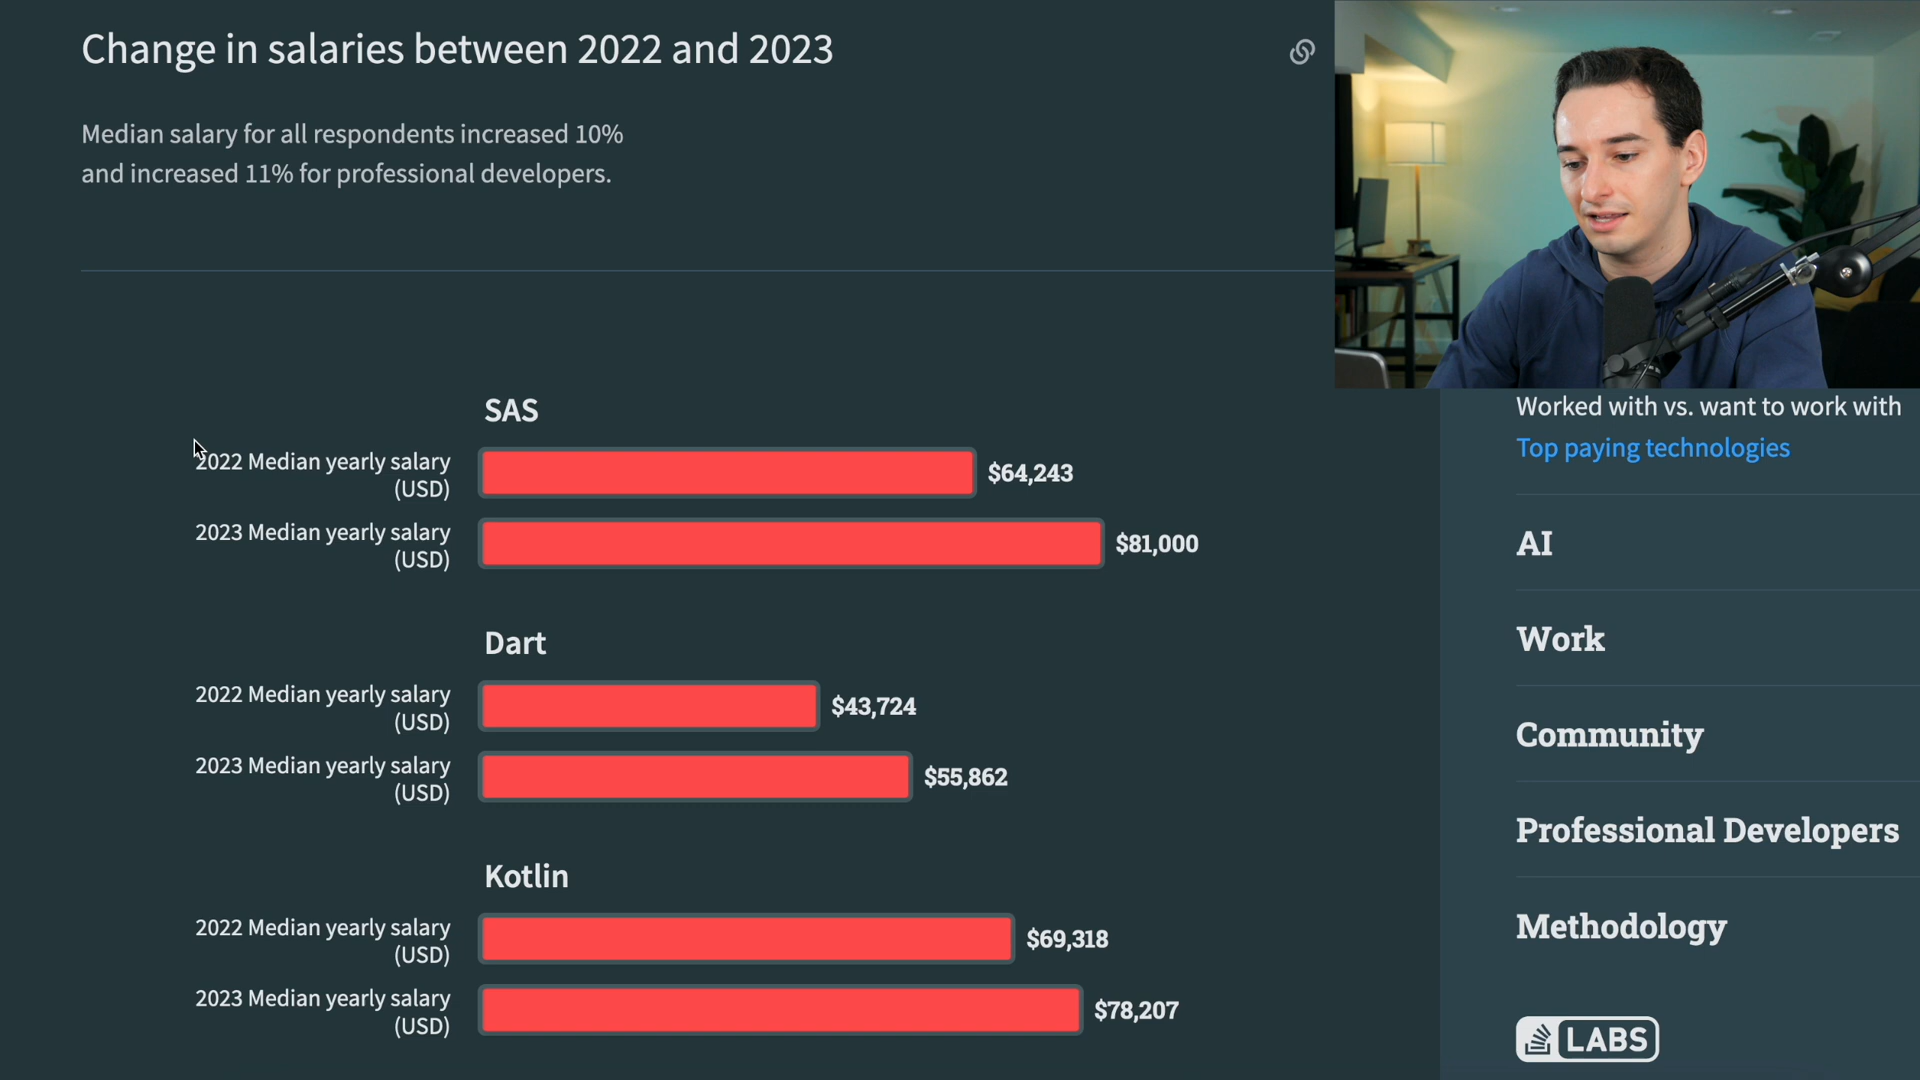 Change in salaries between 2022 and 2023
Median salary for all respondents increased 10%
and increased 11% for professional developers.
SAS
2022 Median yearly salary
(USD)
$64,243
2023 Median yearly salary
(USD)
$81,000
Dart
2022 Median yearly salary
(USD)
$43,724
2023 Median yearly salary
(USD)
$55,862
Kotlin
2022 Median yearly salary
(USD)
$69,318
2023 Median yearly salary
(USD)
$78,207
Worked with vs. want to work with
Top paying technologies
AI
Work
Community
Professional Developers
Methodology
LABS